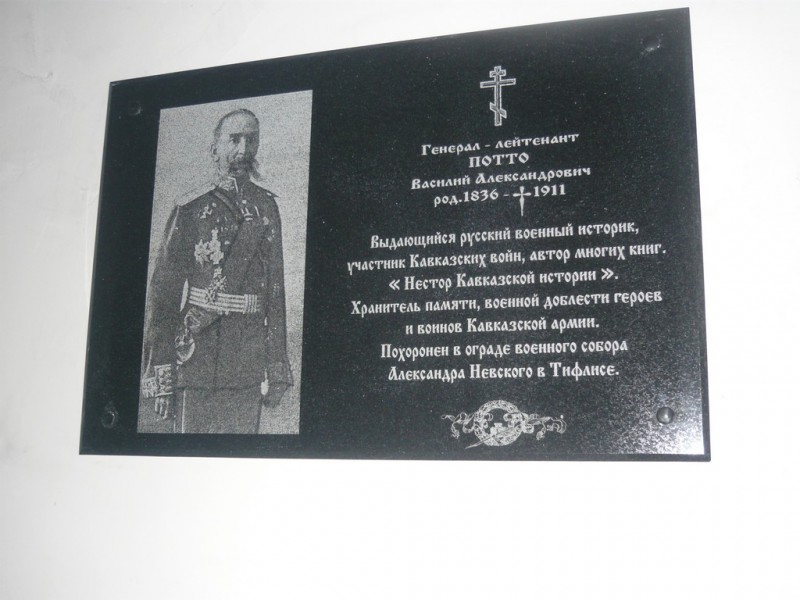 Генерал - лейтенант
ПОТТО
Василий Александрович
род.1836 - 1911
Выдающийся русский военный историк,
участник Кавказских войн, автор многих книг.
« Нестор Кавказской истории ».
Хранитель памяти, военной доблести героев
и воинов Кавказской армии.
Похоронен в ограде военного собора
Александра Невского в Тифлисе.